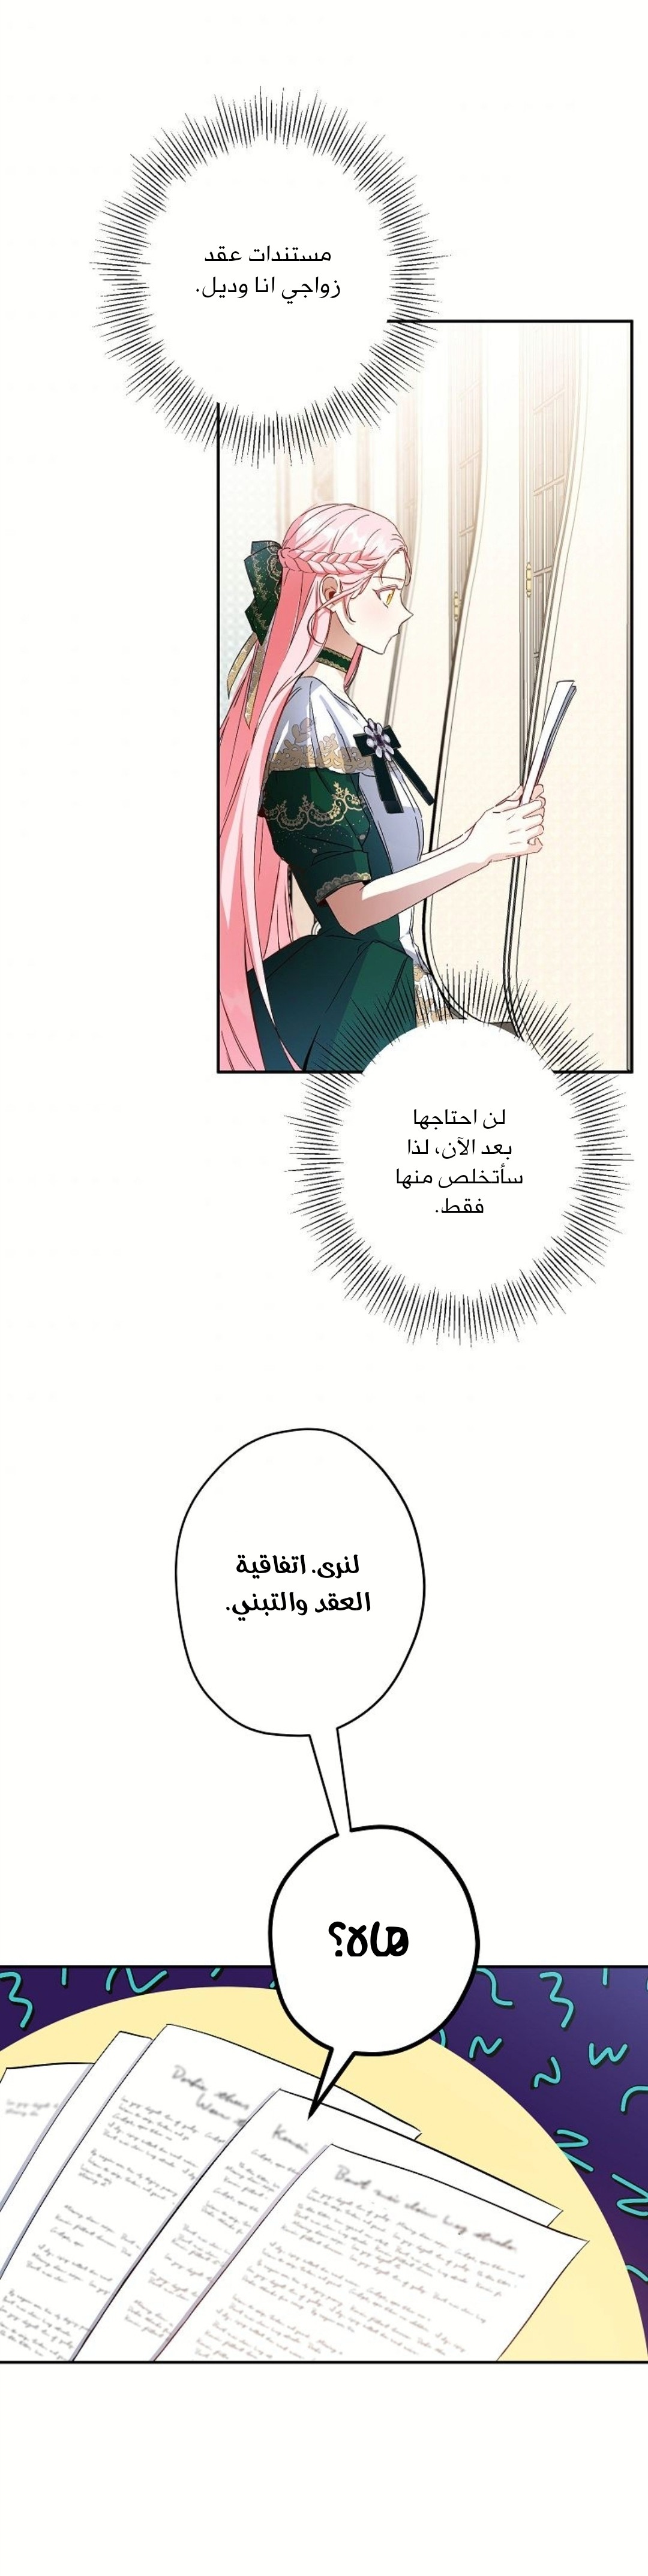 مستندات عقد
زواجي انا وديل.
لن احتاجها
بعد الآن، لذا
سأتخلص منها
فقط.
لنرى. اتفاقية
العقد والتبني.
هاه؟